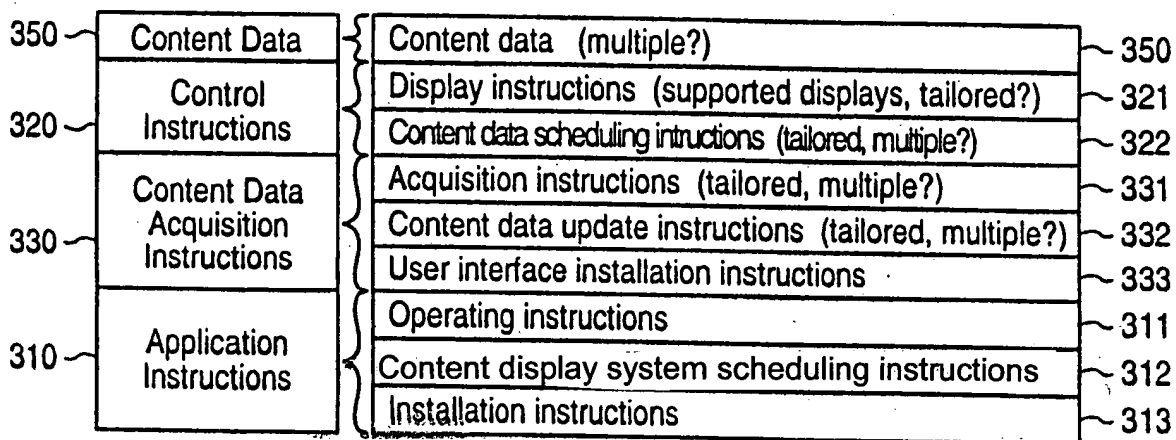 350 Content Data
320 Control
Instructions
330 Content Data
Acquisition
Instructions
310 Application
Instructions
Content data (multiple?) 350
Display instructions (supported displays, tailored?) 321
Content data scheduling intructions (tailored, multiple?) 322
Acquisition instructions (tailored, multiple?) 331
Content data update instructions (tailored, multiple?) 332
User interface installation instructions 333
Operating instructions 311
Content display system scheduling instructions 312
Installation instructions 313